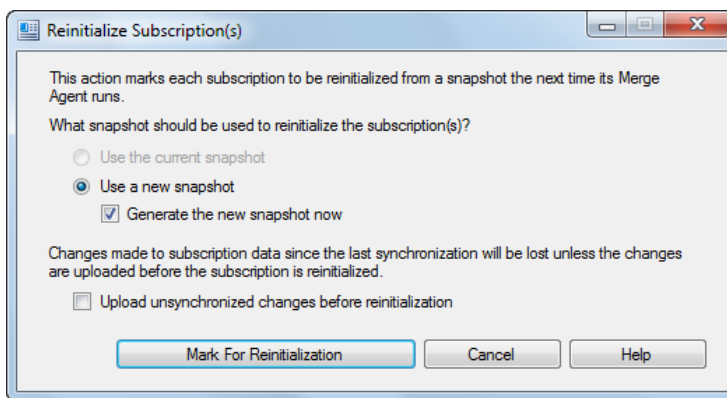 Reinitialize Subscription(s)
This action marks each subscription to be reinitialized from a snapshot the next time its Merge
Agent runs.
What snapshot should be used to reinitialize the subscription(s)?
Use the current snapshot
Use a new snapshot
Generate the new snapshot now
Changes made to subscription data since the last synchronization will be lost unless the changes
are uploaded before the subscription is reinitialized.
Upload unsynchronized changes before reinitialization
Mark For Reinitialization Cancel Help